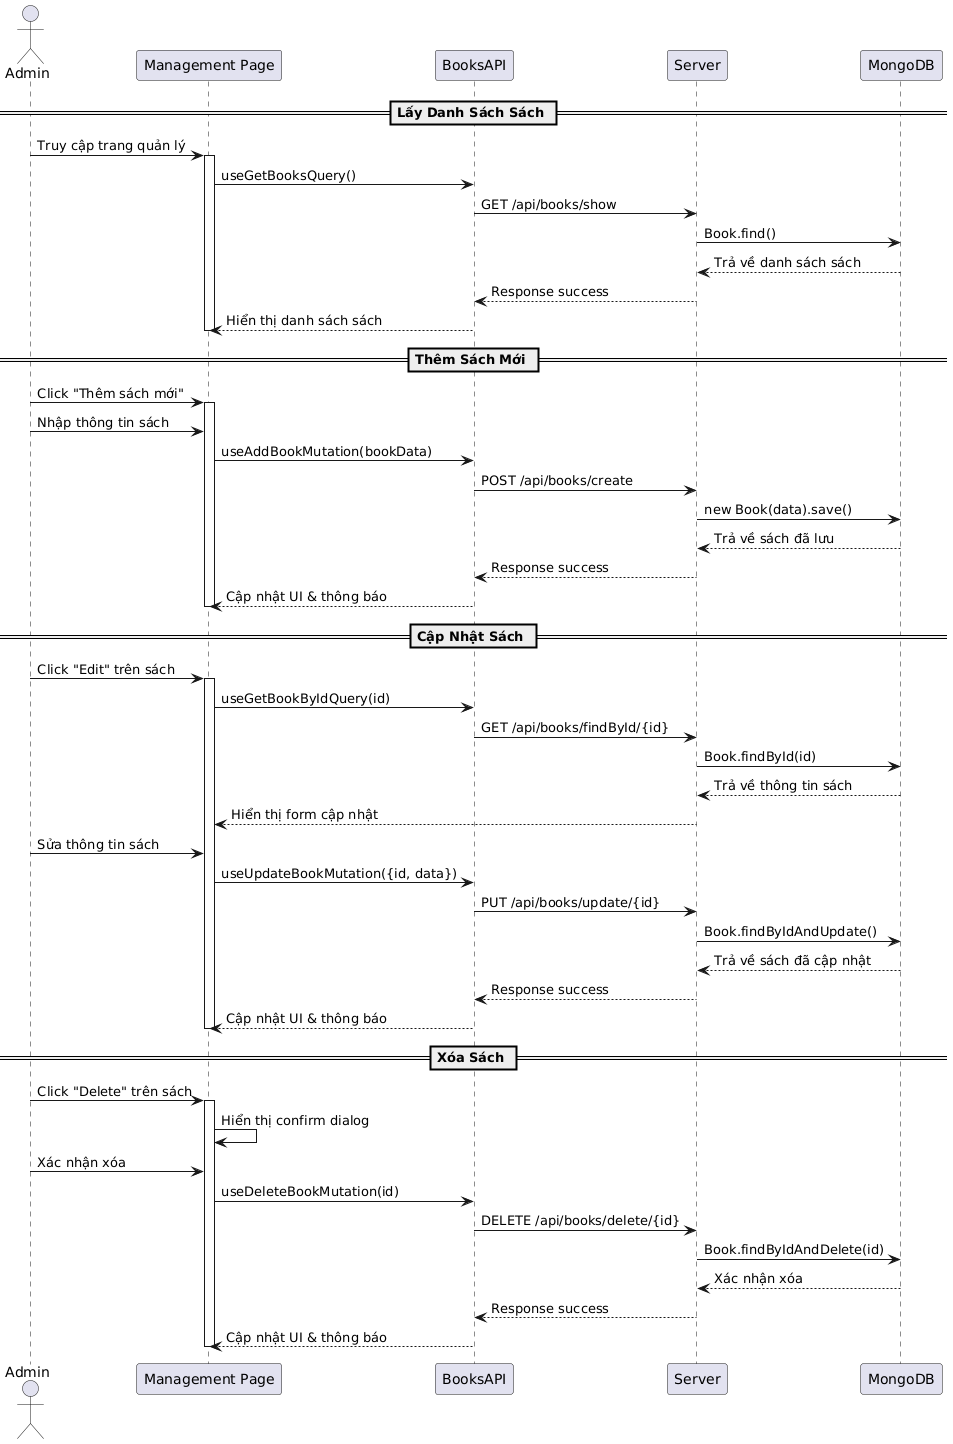 Admin
Management Page
BooksAPI
Server
MongoDB
Lấy Danh Sách Sách
Truy cập trang quản lý
useGetBooksQuery()
GET /api/books/show
Book.find()
Trả về danh sách sách
Response success
Hiển thị danh sách sách
Thêm Sách Mới
Click "Thêm sách mới"
Nhập thông tin sách
useAddBookMutation(bookData)
POST /api/books/create
new Book(data).save()
Trả về sách đã lưu
Response success
Cập nhật UI & thông báo
Cập Nhật Sách
Click "Edit" trên sách
useGetBookByIdQuery(id)
GET /api/books/findById/{id}
Book.findById(id)
Trả về thông tin sách
Hiển thị form cập nhật
Sửa thông tin sách
useUpdateBookMutation({id, data})
PUT /api/books/update/{id}
Book.findByIdAndUpdate()
Trả về sách đã cập nhật
Response success
Cập nhật UI & thông báo
Xóa Sách
Click "Delete" trên sách
Hiển thị confirm dialog
Xác nhận xóa
useDeleteBookMutation(id)
DELETE /api/books/delete/{id}
Book.findByIdAndDelete(id)
Xác nhận xóa
Response success
Cập nhật UI & thông báo
Admin
Management Page
BooksAPI
Server
MongoDB